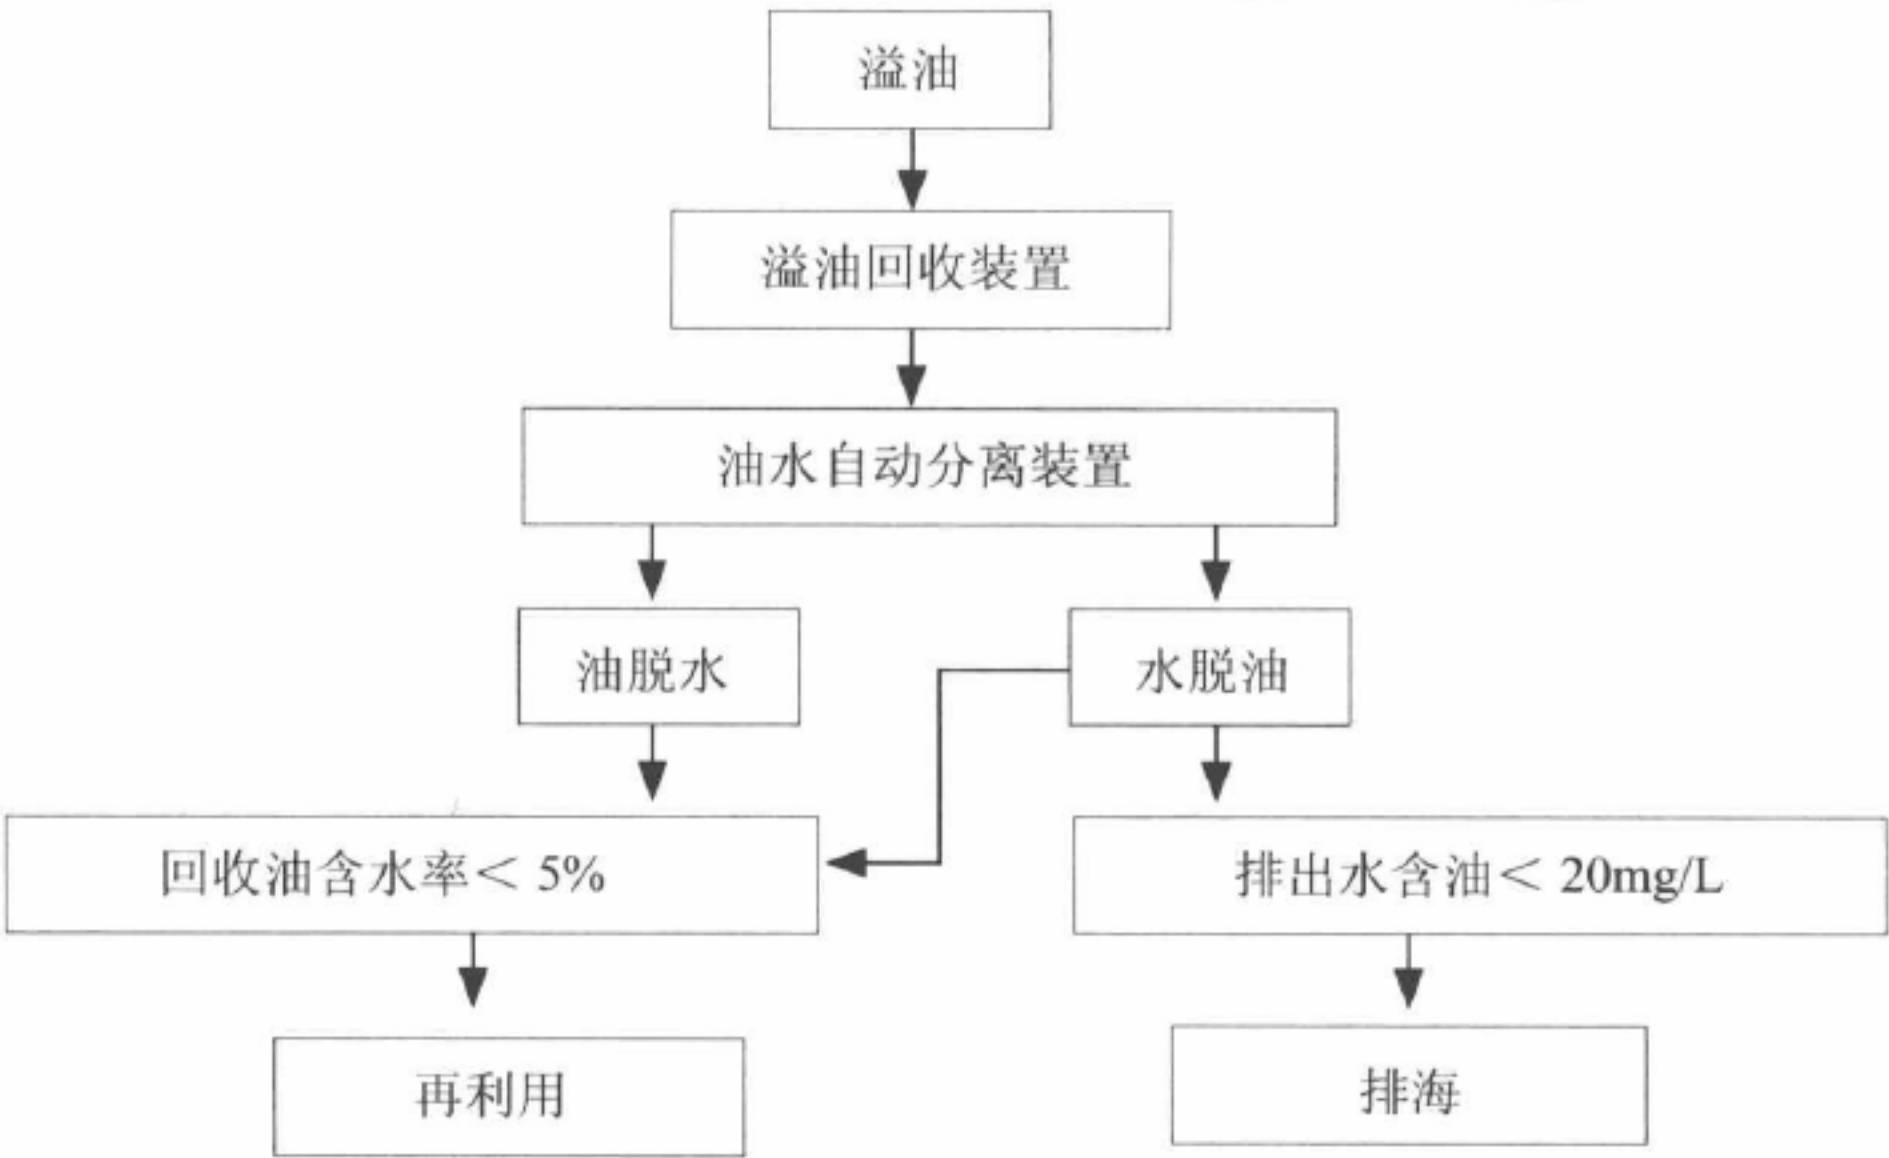 溢油
溢油回收装置
油水自动分离装置
油脱水
水脱油
回收油含水率＜5%
排出水含油＜20mg/L
再利用
排海